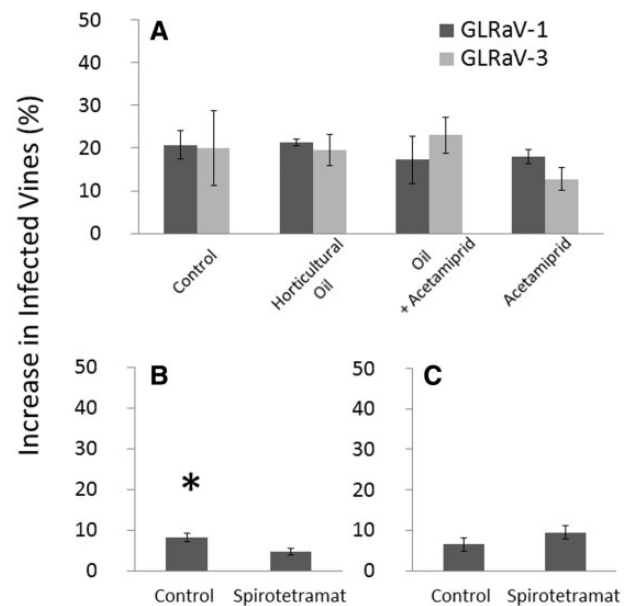 Increase in Infected Vines (%)
A
GLRaV-1
GLRaV-3
50
40
30
20
10
0
Control
Horticultural
Oil
Oil
+ Acetamiprid
Acetamiprid
B
*
50
40
30
20
10
0
Control Spirotetramat
C
50
40
30
20
10
0
Control Spirotetramat